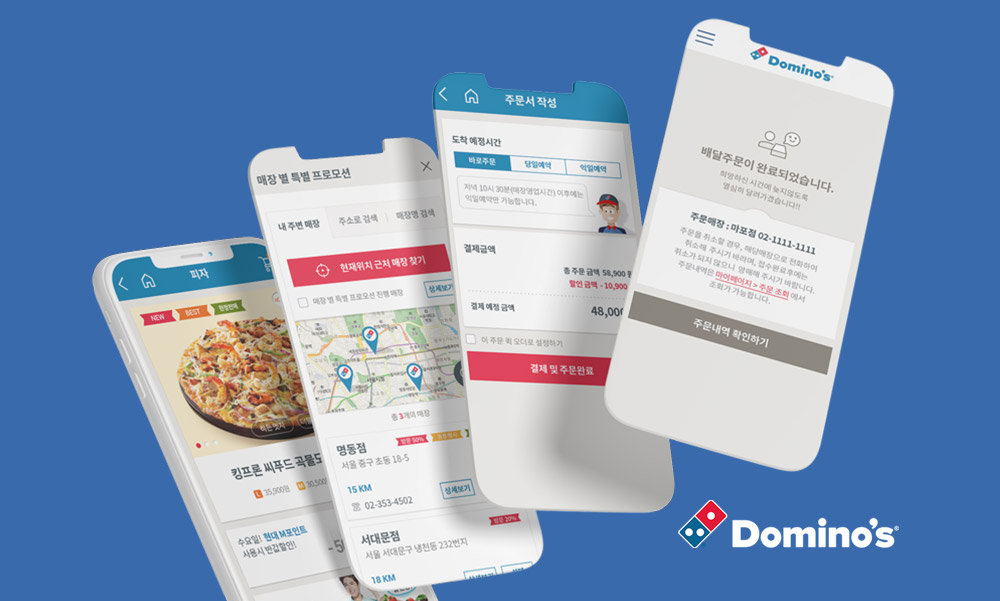 피자
NEW
BEST
한정판매
킹프론 씨푸드 곡물도
L 35,900원 M 30,500
수요일! 현대 M포인트
사용시 반값할인!
매장 별 특별 프로모션
내 주변 매장 주소로 검색 매장명 검색
현재위치 근처 매장 찾기
매장 별 특별 프로모션 진행 매장
상세보기
총 3개의 매장
명동점
방문 50%
서울 중구 초동 18-5
15 KM
02-353-4502
상세보기
서대문점
방문 20%
서울 서대문구 냉천동 232번지
18 KM
상세보기
주문서 작성
도착 예정시간
바로주문 당일예약 익일예약
저녁 10시 30분(매장영업시간) 이후에는
익일예약만 가능합니다.
결제금액
총 주문 금액 58,900 원
할인 금액 - 10,900
결제 예정 금액 48,000
이 주문 퀵 오더로 설정하기
결제 및 주문완료
Domino's
배달주문이 완료되었습니다.
희망하신 시간에 늦지않도록
열심히 달려가겠습니다!!
주문매장 : 마포점 02-1111-1111
주문을 취소할 경우, 해당매장으로 전화하여
취소해 주시기 바라며, 접수완료후에는
취소가 되지 않으니 양해해 주시기 바랍니다.
주문내역은 마이페이지 > 주문 조회 에서
조회가 가능합니다.
주문내역 확인하기
Domino's®